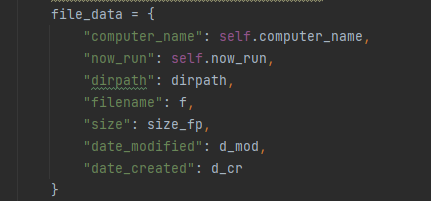 file_data = {
"computer_name": self.computer_name,
"now_run": self.now_run,
"dirpath": dirpath,
"filename": f,
"size": size_fp,
"date_modified": d_mod,
"date_created": d_cr
}